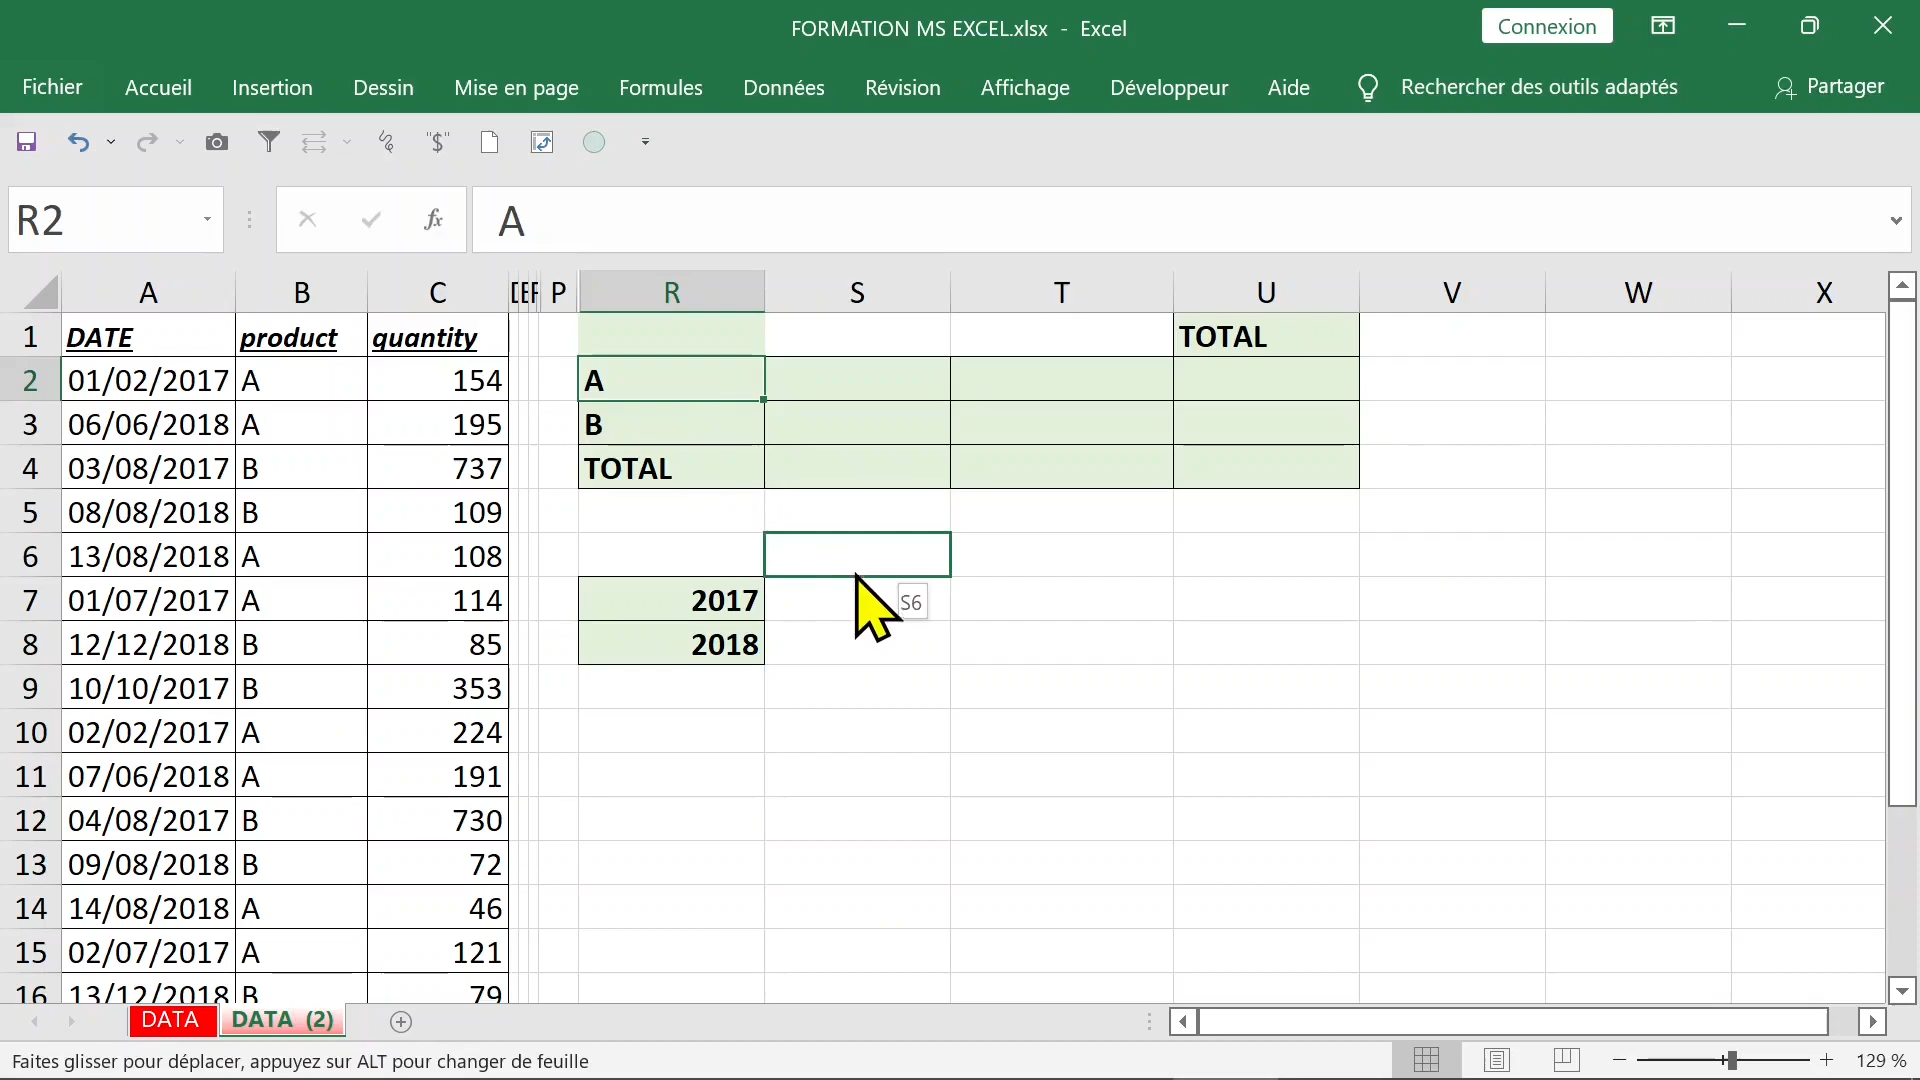 FORMATION MS EXCEL.xlsx - Excel
Connexion
Fichier Accueil Insertion Dessin Mise en page Formules Données Révision Affichage Développeur Aide Rechercher des outils adaptés Partager
"$"
R2 fx A
A B C P R S T U V W X
1 DATE product quantity TOTAL
2 01/02/2017 A 154 A
3 06/06/2018 A 195 B
4 03/08/2017 B 737 TOTAL
5 08/08/2018 B 109
6 13/08/2018 A 108
7 01/07/2017 A 114 2017 S6
8 12/12/2018 B 85 2018
9 10/10/2017 B 353
10 02/02/2017 A 224
11 07/06/2018 A 191
12 04/08/2017 B 730
13 09/08/2018 B 72
14 14/08/2018 A 46
15 02/07/2017 A 121
16 13/12/2018 B 79
DATA DATA (2)
Faites glisser pour déplacer, appuyez sur ALT pour changer de feuille 129 %